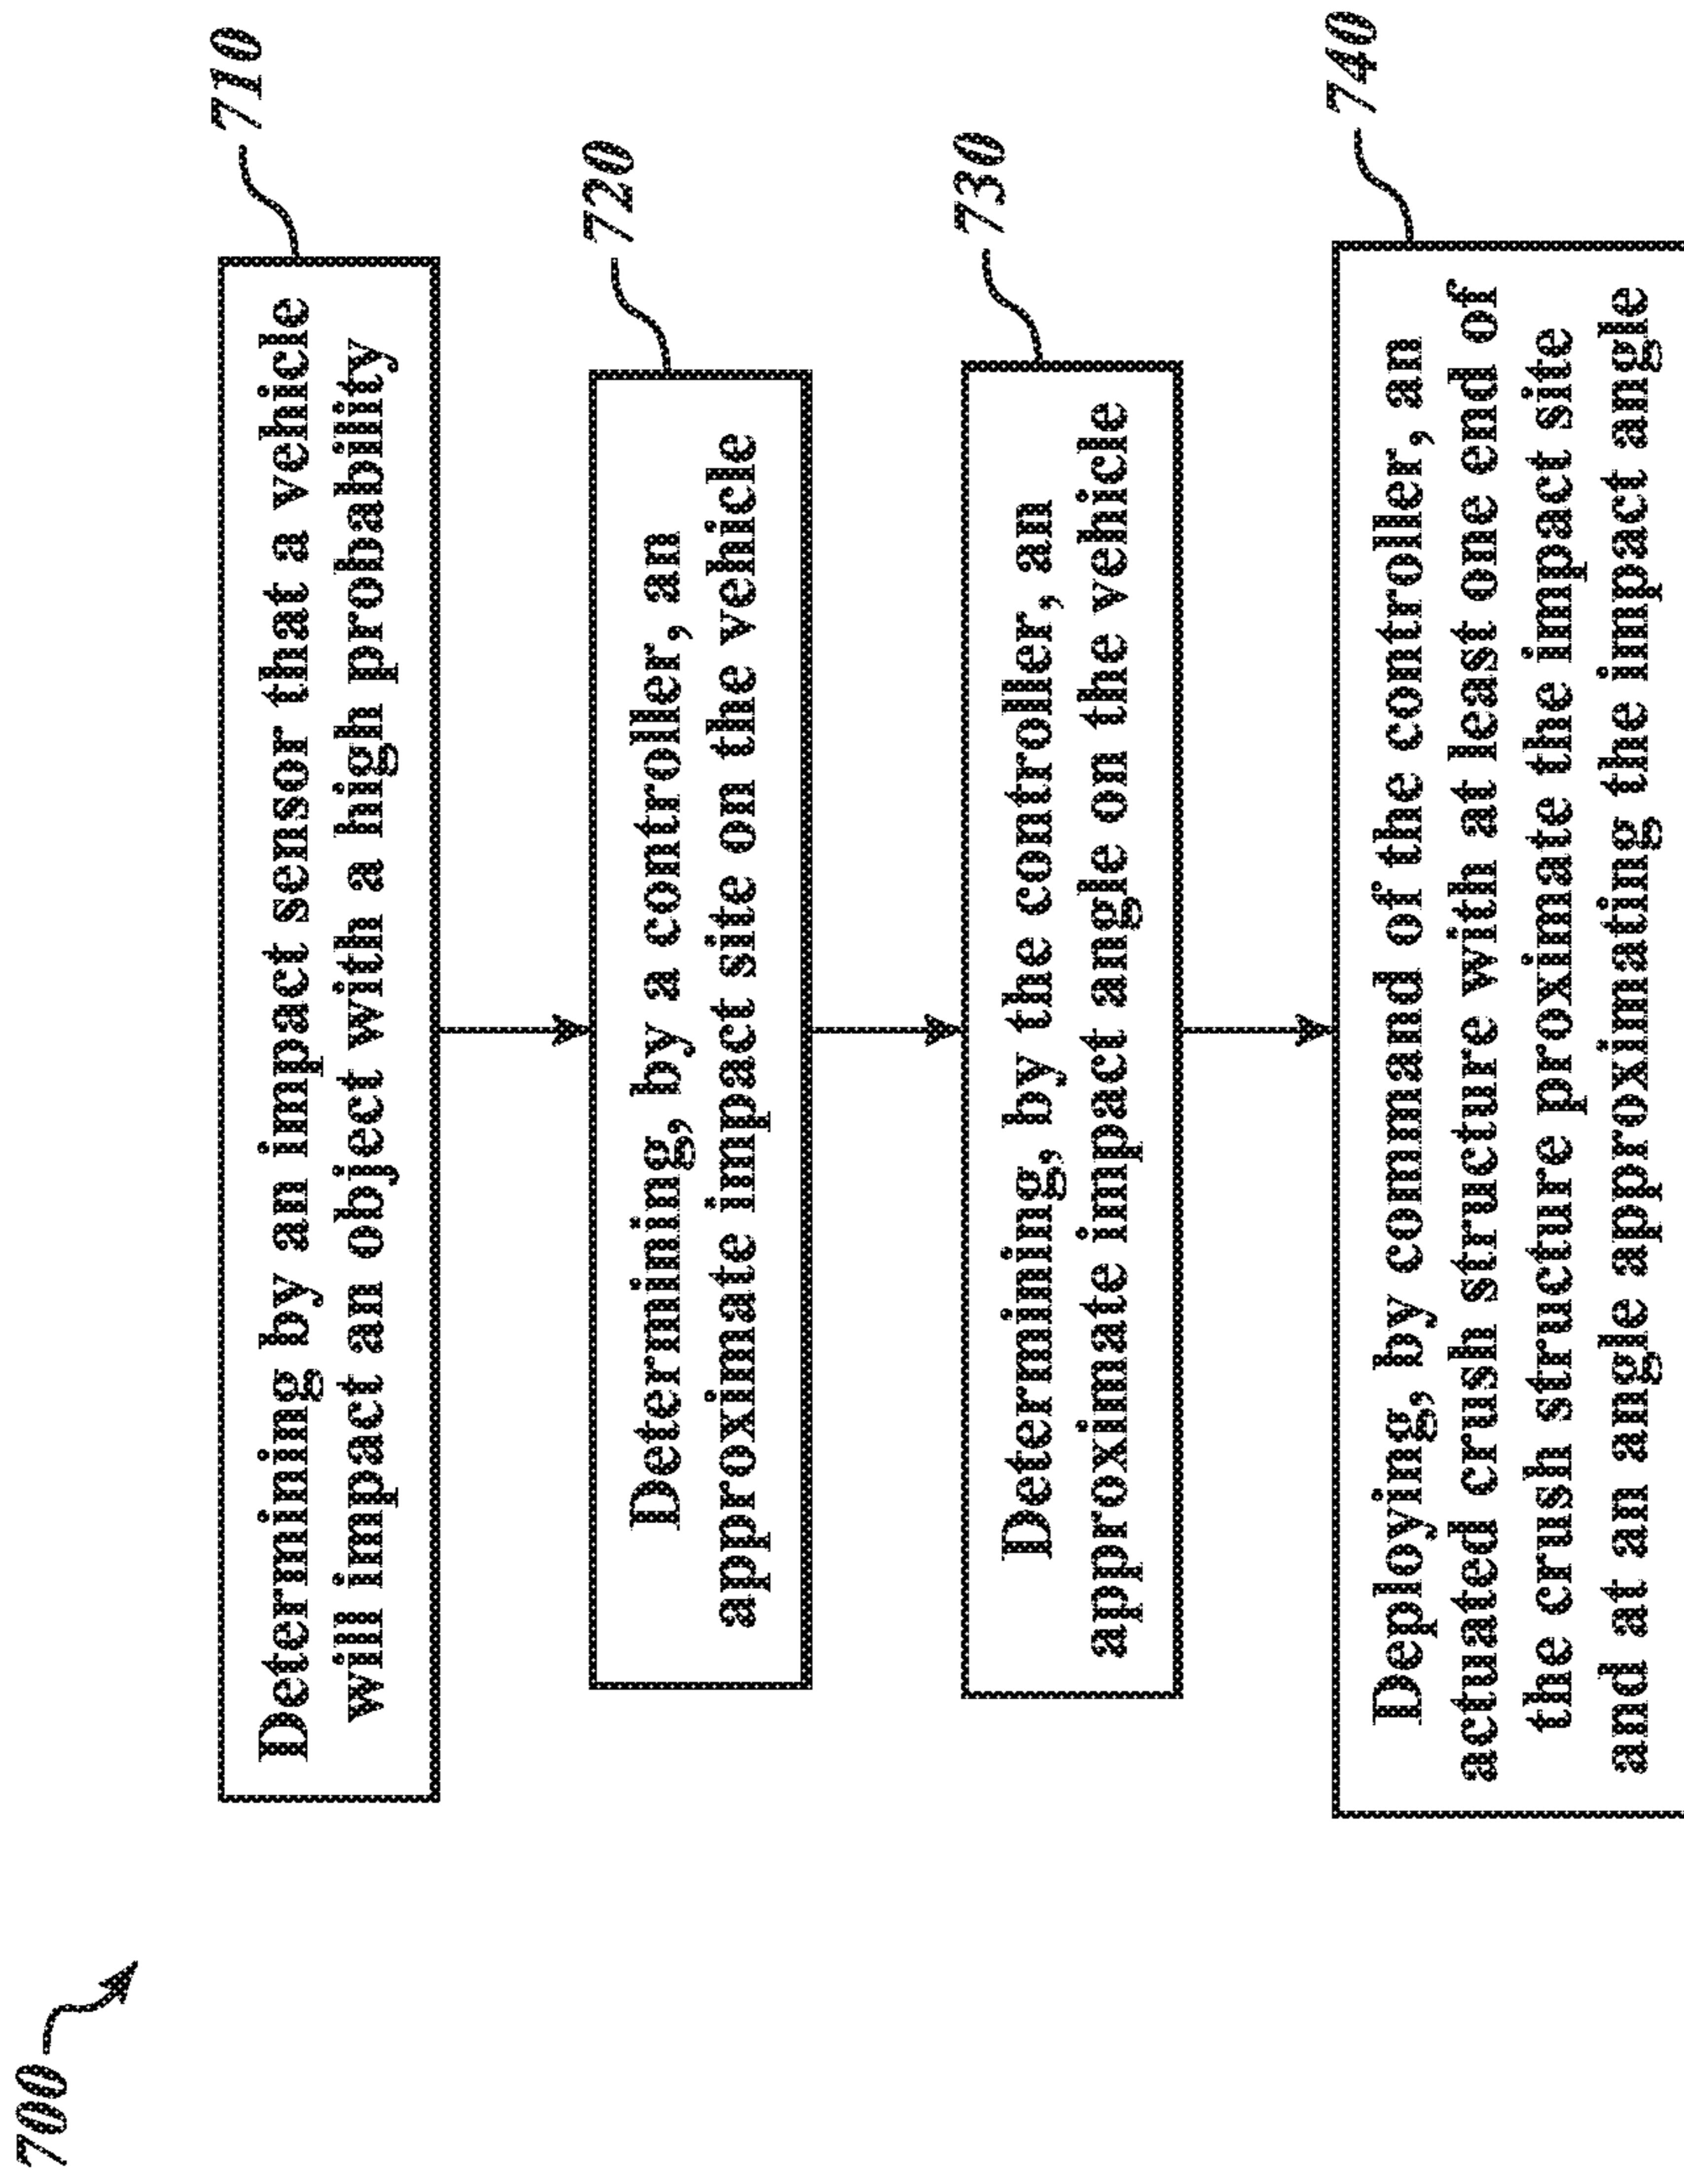 700
710
Determining by an impact sensor that a vehicle
will impact an object with a high probability
720
Determining, by a controller, an
approximate impact site on the vehicle
730
Determining, by the controller, an
approximate impact angle on the vehicle
740
Deploying, by command of the controller, an
actuated crush structure with at least one end of
the crush structure proximate the impact site
and at an angle approximating the impact angle